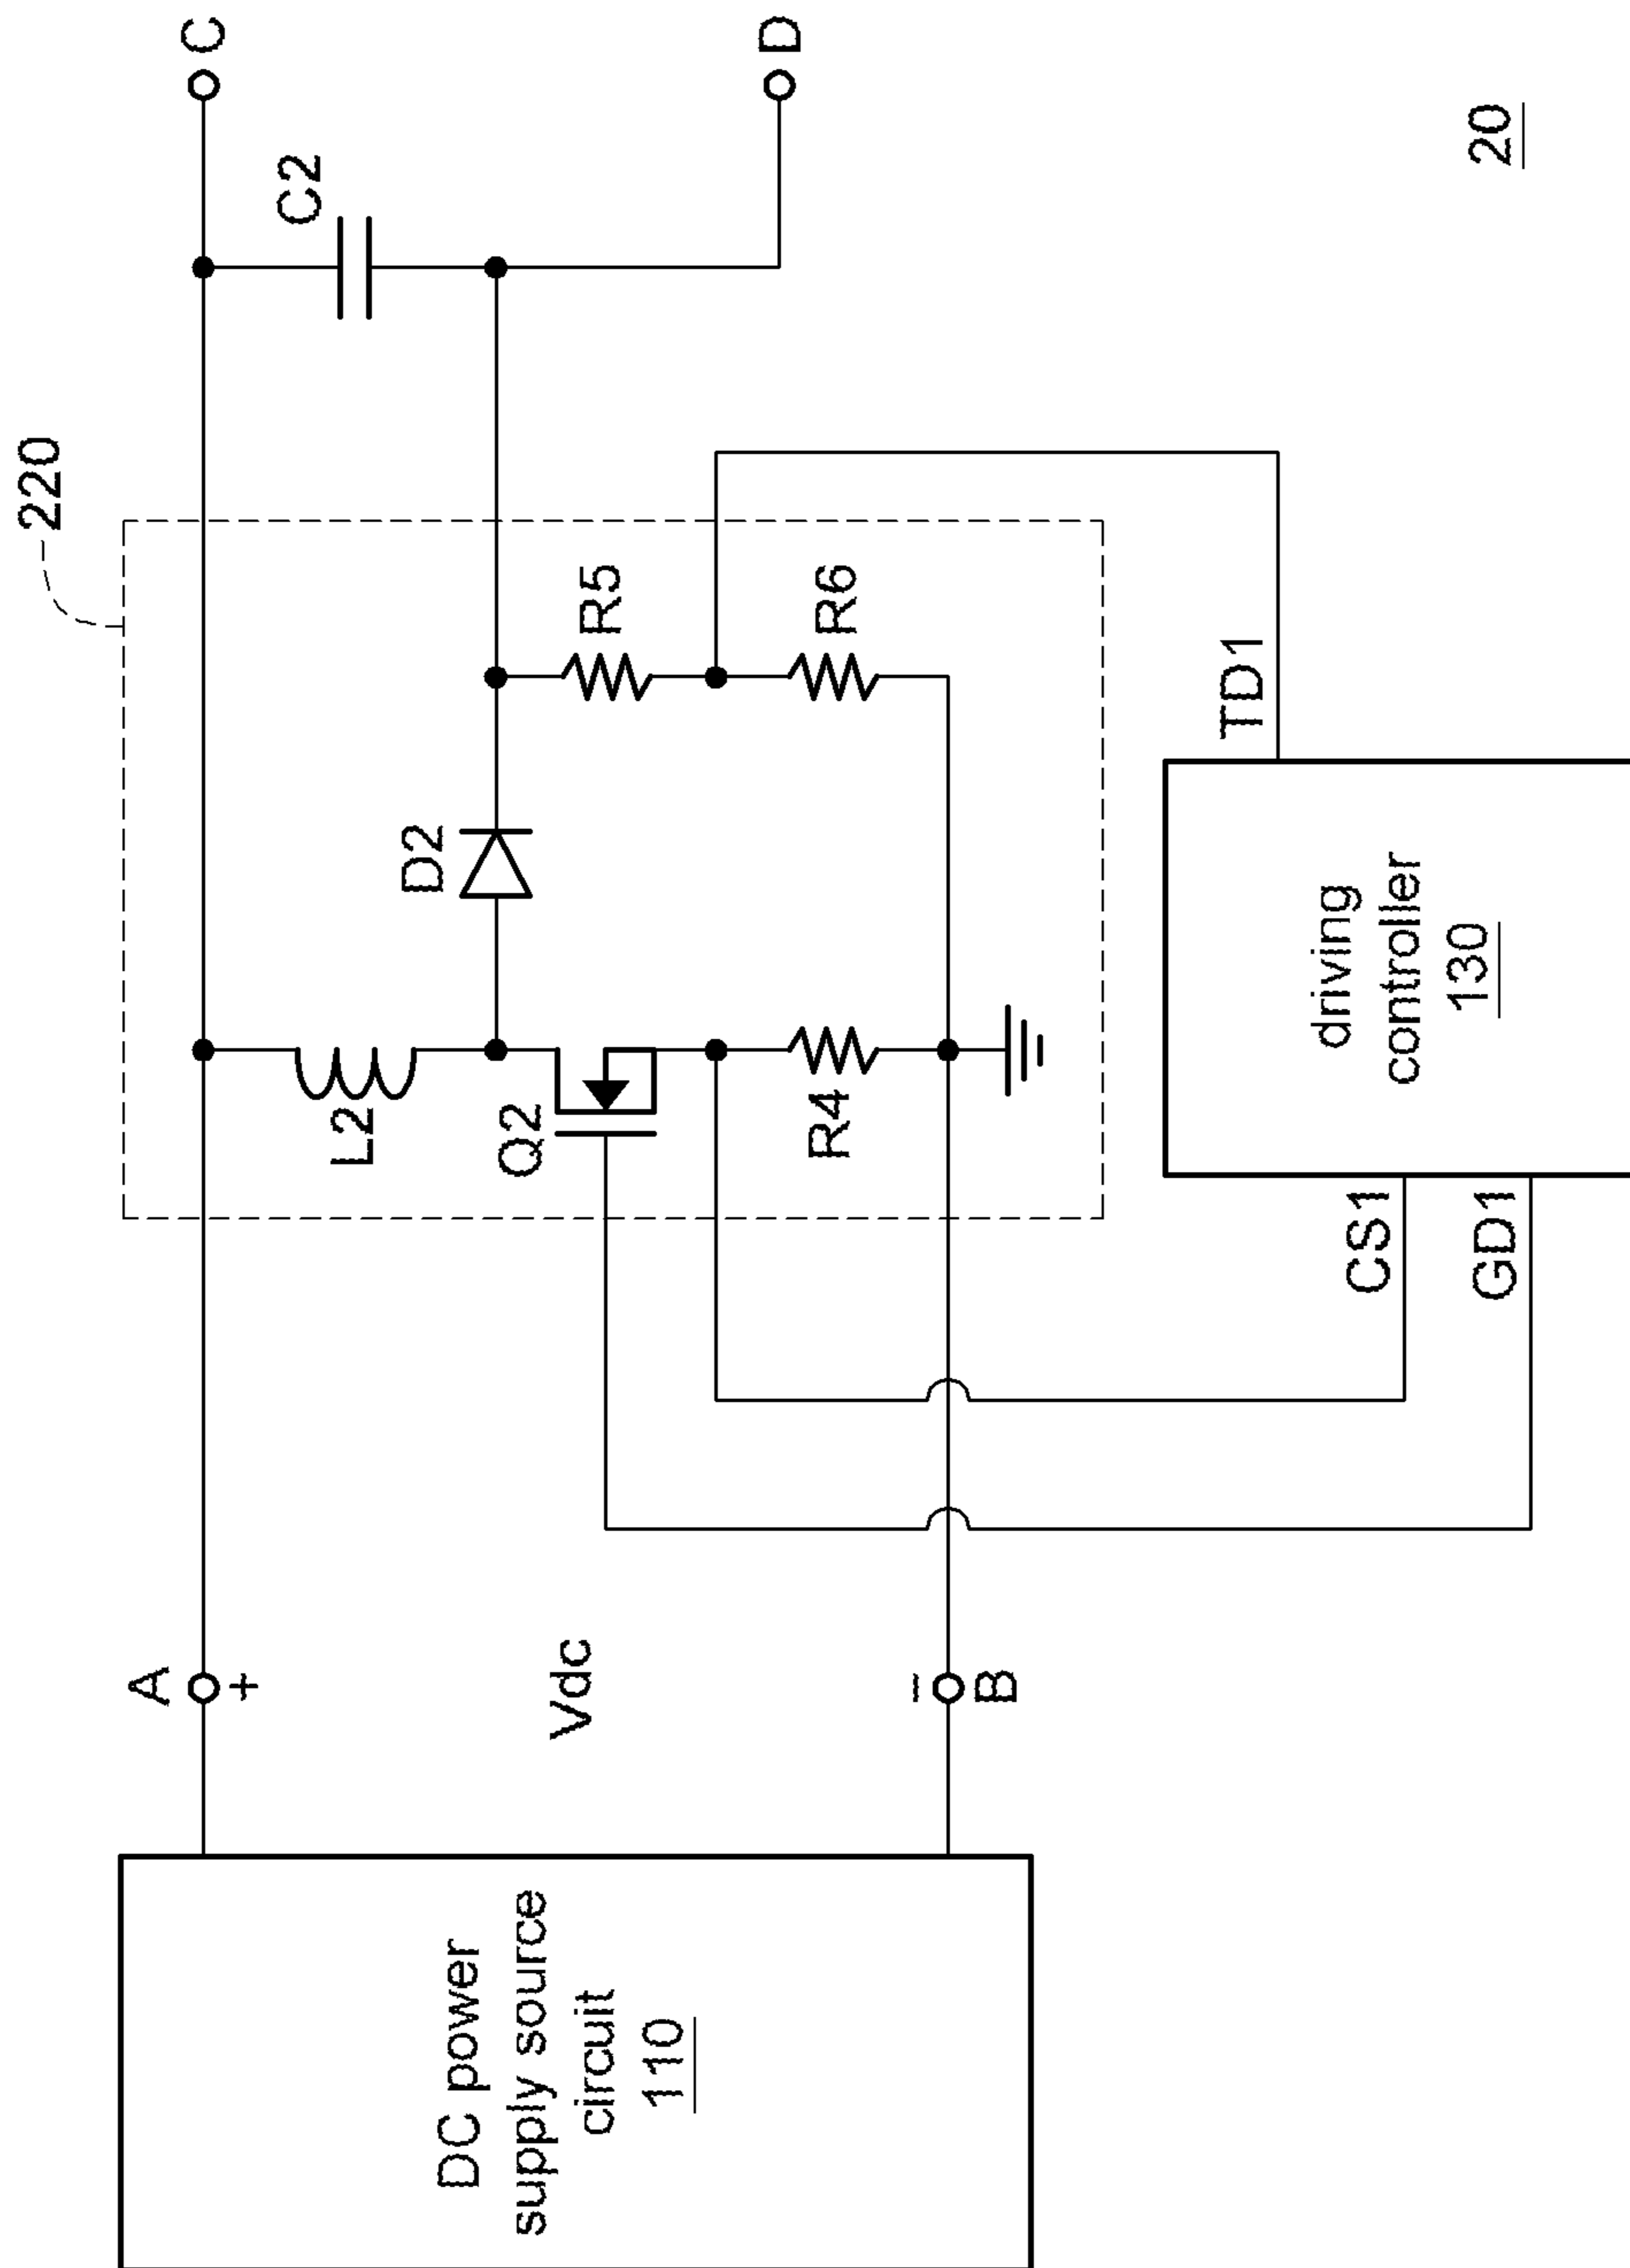 220
C
C2
D
L2
D2
Q2
R5
R4
R6
A
+
Vdc
−
B
DC power
supply source
circuit
110
TD1
CS1
GD1
driving
controller
130
20